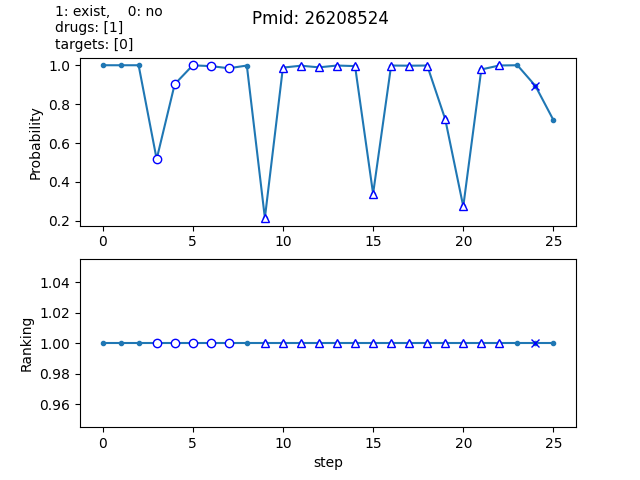 1: exist,    0: no
drugs: [1]
targets: [0]
Pmid: 26208524
Probability
1.0
0.8
0.6
0.4
0.2
0 5 10 15 20 25
Ranking
1.04
1.02
1.00
0.98
0.96
0 5 10 15 20 25
step